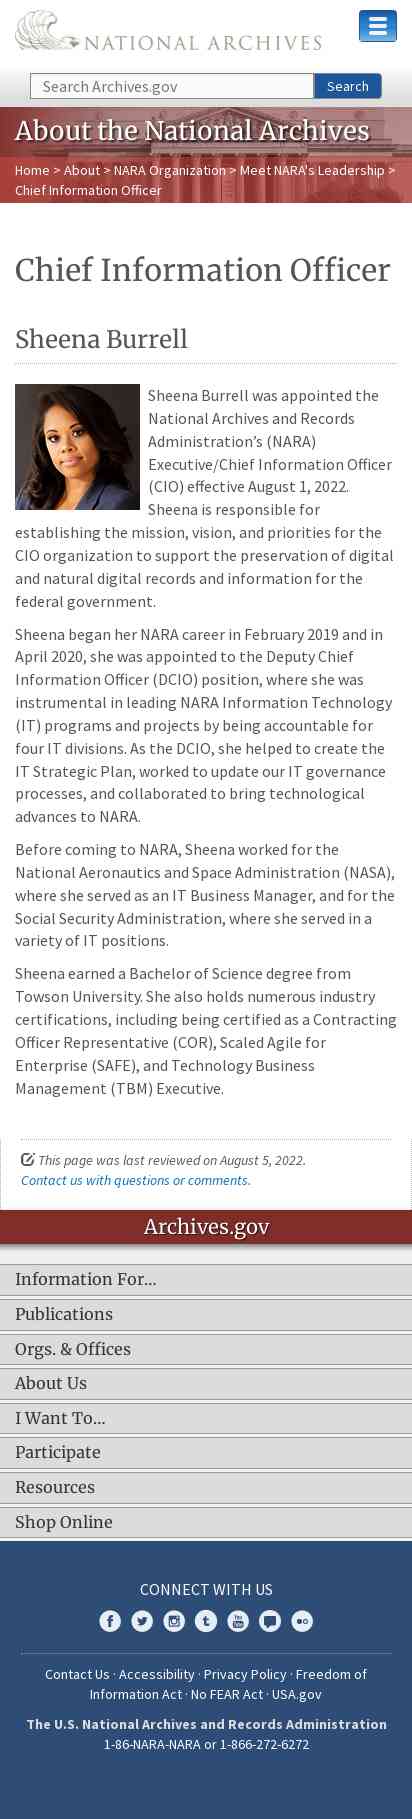 NATIONAL ARCHIVES
Search Archives.gov
Search
About the National Archives
Home > About > NARA Organization > Meet NARA's Leadership >
Chief Information Officer
Chief Information Officer
Sheena Burrell
Sheena Burrell was appointed the
National Archives and Records
Administration’s (NARA)
Executive/Chief Information Officer
(CIO) effective August 1, 2022.
Sheena is responsible for
establishing the mission, vision, and priorities for the
CIO organization to support the preservation of digital
and natural digital records and information for the
federal government.
Sheena began her NARA career in February 2019 and in
April 2020, she was appointed to the Deputy Chief
Information Officer (DCIO) position, where she was
instrumental in leading NARA Information Technology
(IT) programs and projects by being accountable for
four IT divisions. As the DCIO, she helped to create the
IT Strategic Plan, worked to update our IT governance
processes, and collaborated to bring technological
advances to NARA.
Before coming to NARA, Sheena worked for the
National Aeronautics and Space Administration (NASA),
where she served as an IT Business Manager, and for the
Social Security Administration, where she served in a
variety of IT positions.
Sheena earned a Bachelor of Science degree from
Towson University. She also holds numerous industry
certifications, including being certified as a Contracting
Officer Representative (COR), Scaled Agile for
Enterprise (SAFE), and Technology Business
Management (TBM) Executive.
This page was last reviewed on August 5, 2022.
Contact us with questions or comments.
Archives.gov
Information For…
Publications
Orgs. & Offices
About Us
I Want To…
Participate
Resources
Shop Online
CONNECT WITH US
Contact Us · Accessibility · Privacy Policy · Freedom of
Information Act · No FEAR Act · USA.gov
The U.S. National Archives and Records Administration
1-86-NARA-NARA or 1-866-272-6272